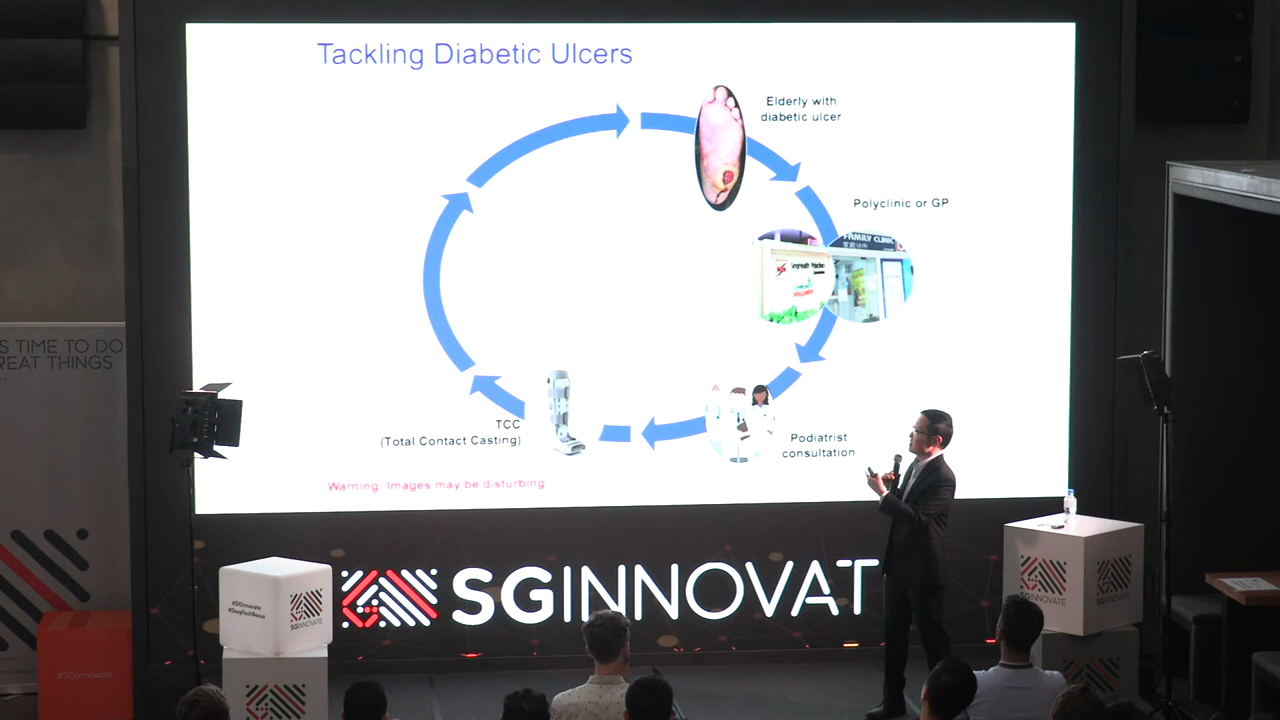 Tackling Diabetic Ulcers
Elderly with
diabetic ulcer
Polyclinic or GP
FAMILY CLINIC
Polyclinic
Podiatrist
consultation
TCC
(Total Contact Casting)
Warning: Images may be disturbing
S TIME TO DO
REAT THINGS
SGINNOVAT
#SGInnovate
#DeepTechNexus
SGINNOVATE
SGINNOVATE
SGINNOVATE
#SGInnovate